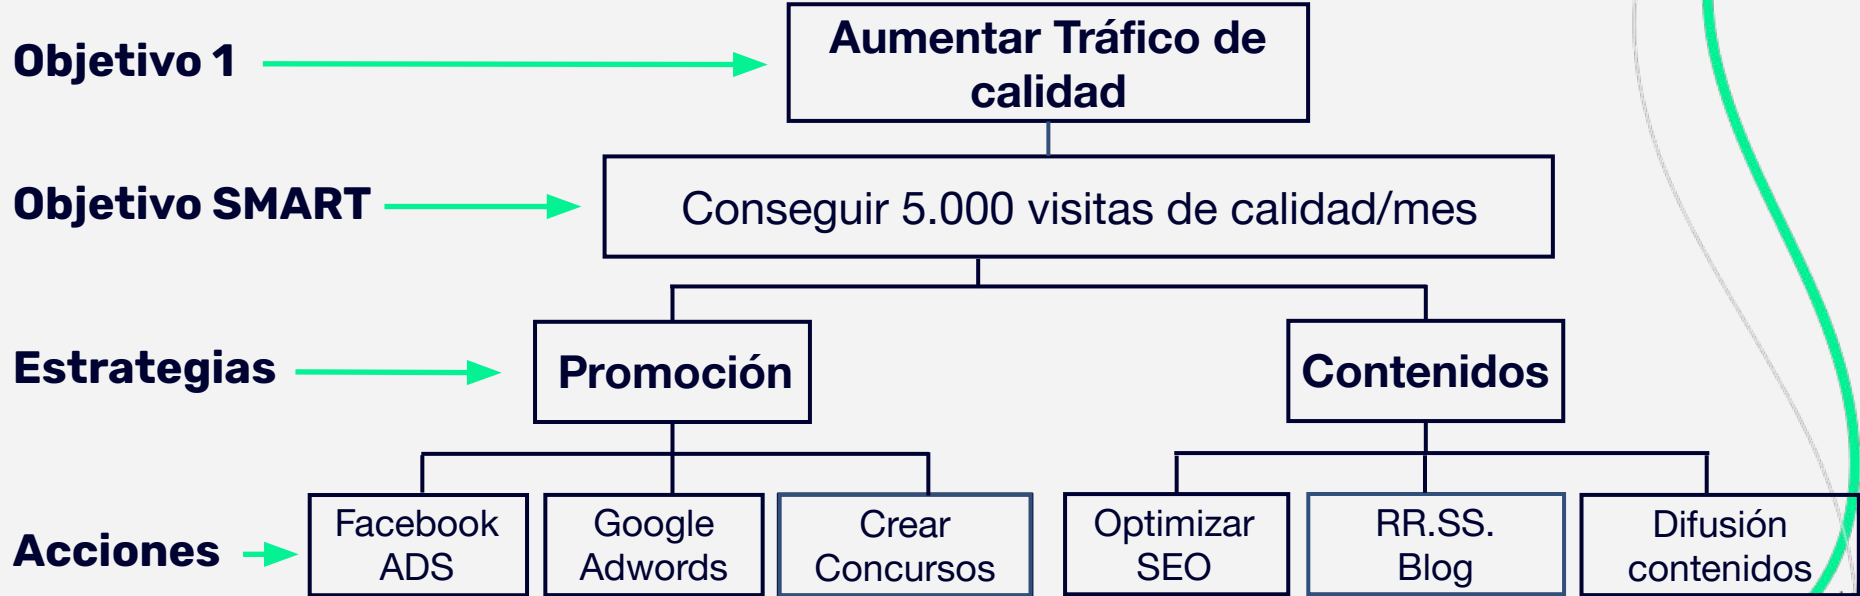 Objetivo 1
Aumentar Tráfico de
calidad
Objetivo SMART
Conseguir 5.000 visitas de calidad/mes
Estrategias
Promoción
Contenidos
Acciones
Facebook
ADS
Google
Adwords
Crear
Concursos
Optimizar
SEO
RR.SS.
Blog
Difusión
contenidos